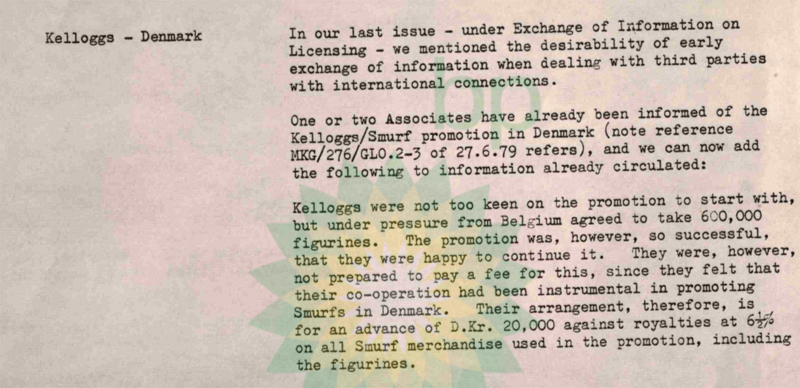 Kelloggs - Denmark
In our last issue - under Exchange of Information on
Licensing - we mentioned the desirability of early
exchange of information when dealing with third parties
with international connections.
One or two Associates have already been informed of the
Kelloggs/Smurf promotion in Denmark (note reference
MKG/276/GLO.2-3 of 27.6.79 refers), and we can now add
the following to information already circulated:
Kelloggs were not too keen on the promotion to start with,
but under pressure from Belgium agreed to take 600,000
figurines. The promotion was, however, so successful,
that they were happy to continue it. They were, however,
not prepared to pay a fee for this, since they felt that
their co-operation had been instrumental in promoting
Smurfs in Denmark. Their arrangement, therefore, is
for an advance of D.Kr. 20,000 against royalties at 6½%
on all Smurf merchandise used in the promotion, including
the figurines.
bp